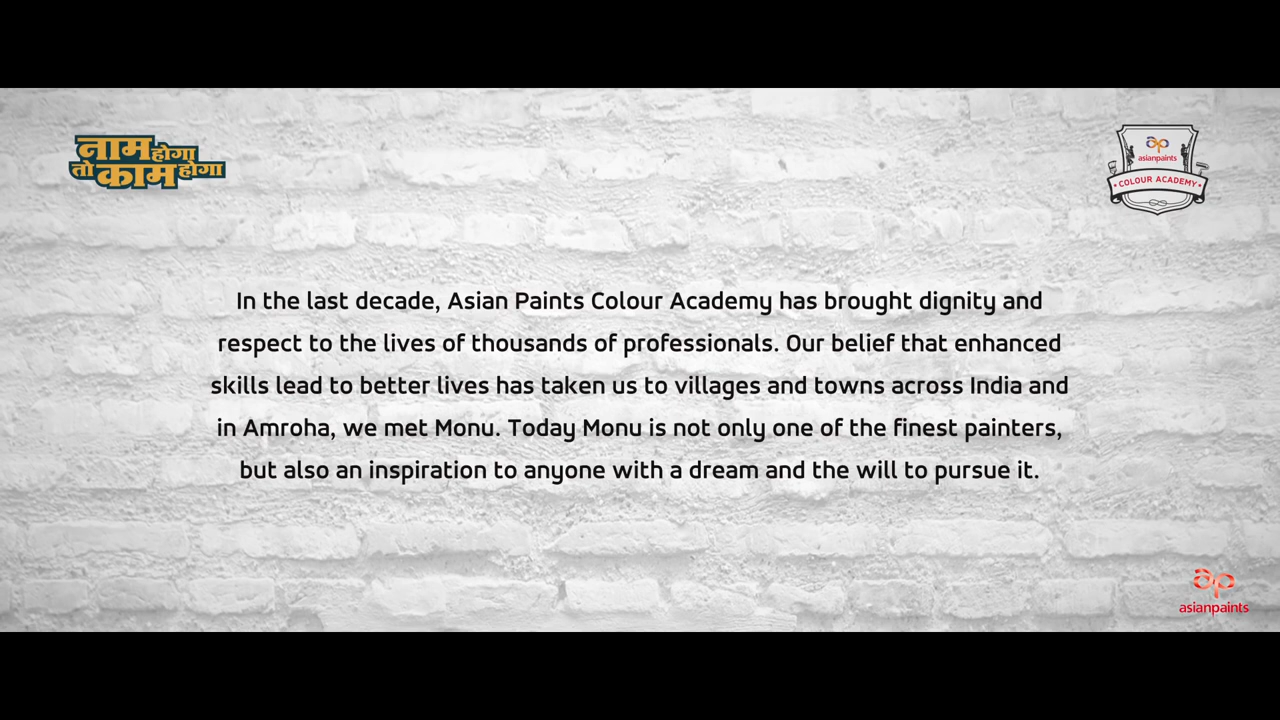 नाम होगा
तो काम होगा
asianpaints
COLOUR ACADEMY
In the last decade, Asian Paints Colour Academy has brought dignity and
respect to the lives of thousands of professionals. Our belief that enhanced
skills lead to better lives has taken us to villages and towns across India and
in Amroha, we met Monu. Today Monu is not only one of the finest painters,
but also an inspiration to anyone with a dream and the will to pursue it.
asianpaints